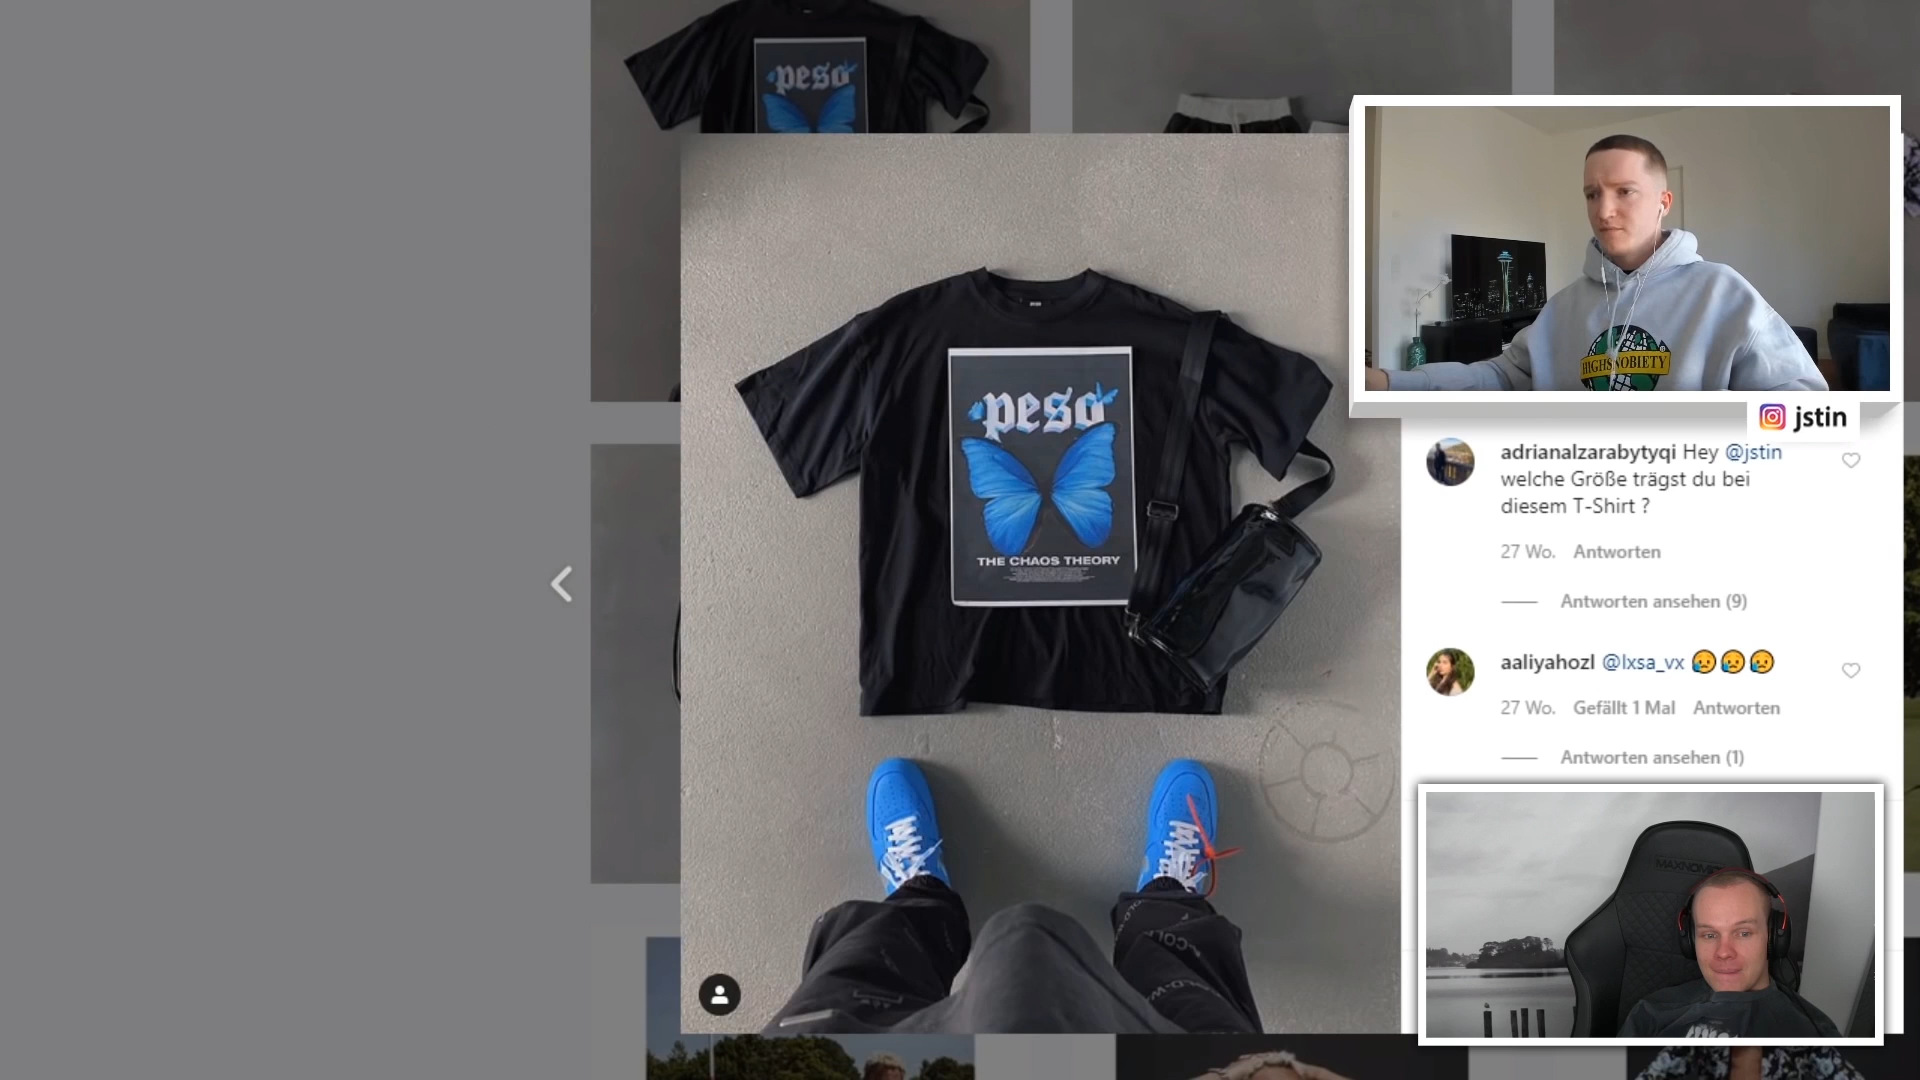 peso
peso
THE CHAOS THEORY
HIGHSNOBIETY
jstin
adrianalzarabytyqi Hey @jstin
welche Größe trägst du bei
diesem T-Shirt ?
27 Wo. Antworten
Antworten ansehen (9)
aaliyahozl @lxsa_vx 😥😥😥
27 Wo. Gefällt 1 Mal Antworten
Antworten ansehen (1)